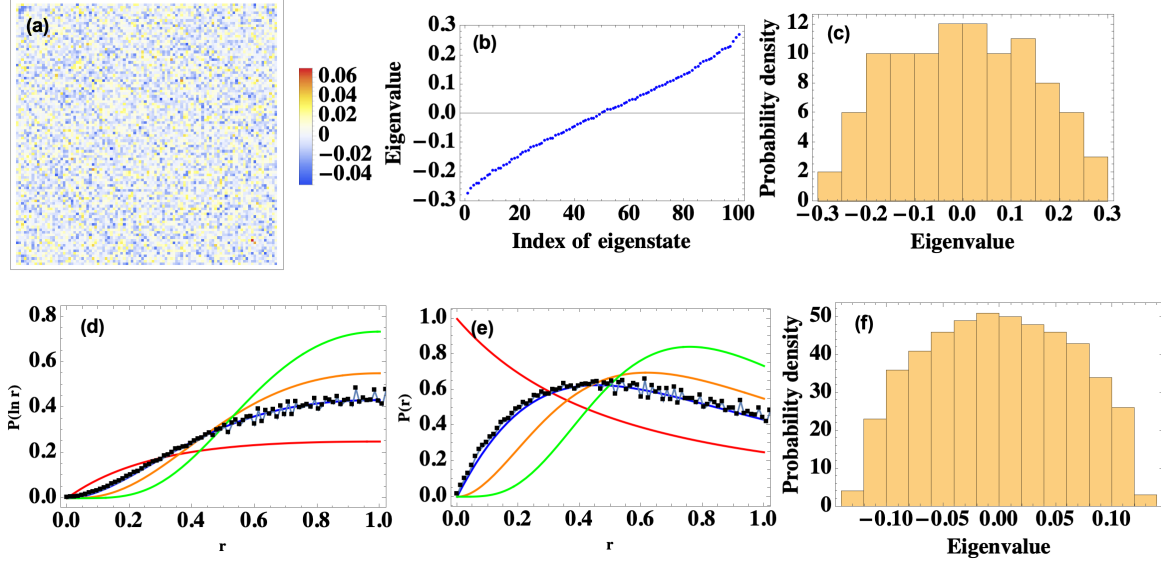 (a)
0.06
0.04
0.02
0
−0.02
−0.04
(b)
Eigenvalue
0.3
0.2
0.1
0.0
−0.1
−0.2
−0.3
0 20 40 60 80 100
Index of eigenstate
(c)
Probability density
12
10
8
6
4
2
0
−0.3 −0.2 −0.1 0.0 0.1 0.2 0.3
Eigenvalue
(d)
P(ln r)
0.8
0.6
0.4
0.2
0.0
0.0 0.2 0.4 0.6 0.8 1.0
r
(e)
P(r)
1.0
0.8
0.6
0.4
0.2
0.0
0.0 0.2 0.4 0.6 0.8 1.0
r
(f)
Probability density
50
40
30
20
10
0
−0.10 −0.05 0.00 0.05 0.10
Eigenvalue